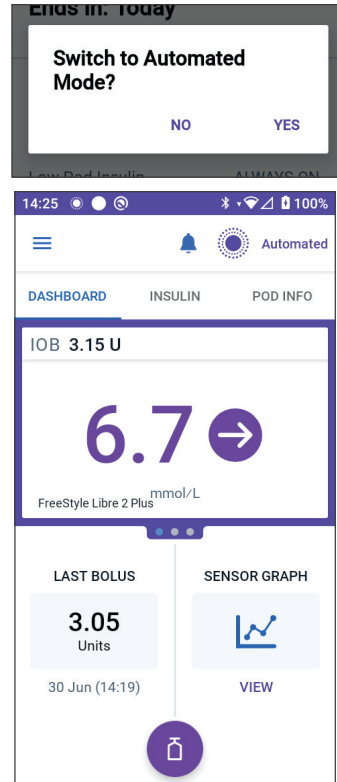 Ends in: Today
Switch to Automated
Mode?
NO YES
Low Pod Insulin ALWAYS ON
14:25 100%
Automated
DASHBOARD INSULIN POD INFO
IOB 3.15 U
6.7
mmol/L
FreeStyle Libre 2 Plus
LAST BOLUS SENSOR GRAPH
3.05
Units
30 Jun (14:19) VIEW